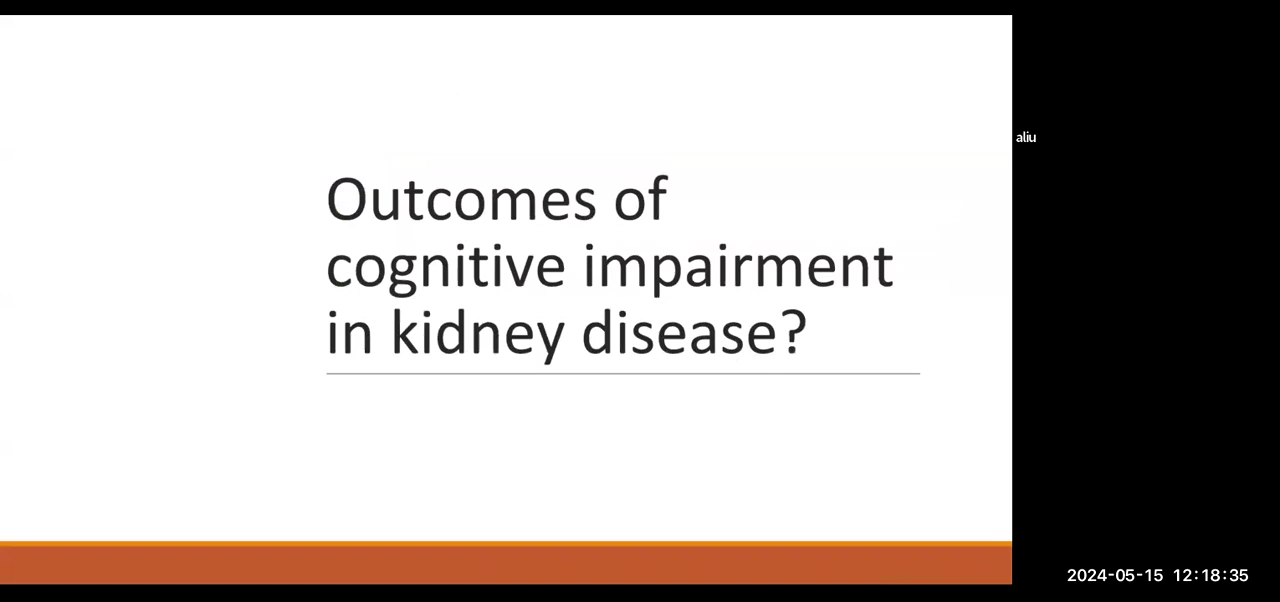 Outcomes of
cognitive impairment
in kidney disease?
aliu
2024-05-15 12:18:35